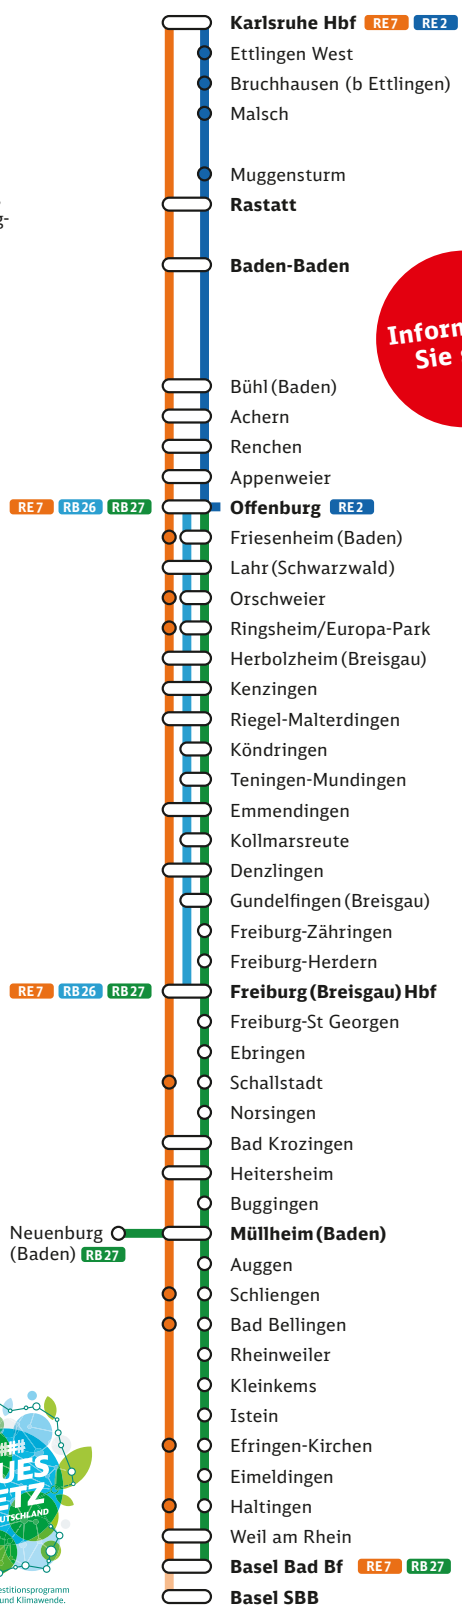 Karlsruhe Hbf RE7 RE2
Ettlingen West
Bruchhausen (b Ettlingen)
Malsch
Muggensturm
Rastatt
Baden-Baden
Sie
Bühl (Baden)
Achern
Renchen
Appenweier
RE7 RB26 RB27 Offenburg RE2
Friesenheim (Baden)
Lahr (Schwarzwald)
Orschweier
Ringsheim/Europa-Park
Herbolzheim (Breisgau)
Kenzingen
Riegel-Malterdingen
Köndringen
Teningen-Mundingen
Emmendingen
Kollmarsreute
Denzlingen
Gundelfingen (Breisgau)
Freiburg-Zähringen
Freiburg-Herdern
RE7 RB26 RB27 Freiburg (Breisgau) Hbf
Freiburg-St Georgen
Ebringen
Schallstadt
Norsingen
Bad Krozingen
Heitersheim
Buggingen
Neuenburg
(Baden) RB27
Müllheim (Baden)
Auggen
Schliengen
Bad Bellingen
Rheinweiler
Kleinkems
Istein
Efringen-Kirchen
Eimeldingen
Haltingen
Weil am Rhein
Basel Bad Bf RE7 RB27
Basel SBB
und Klimawende.